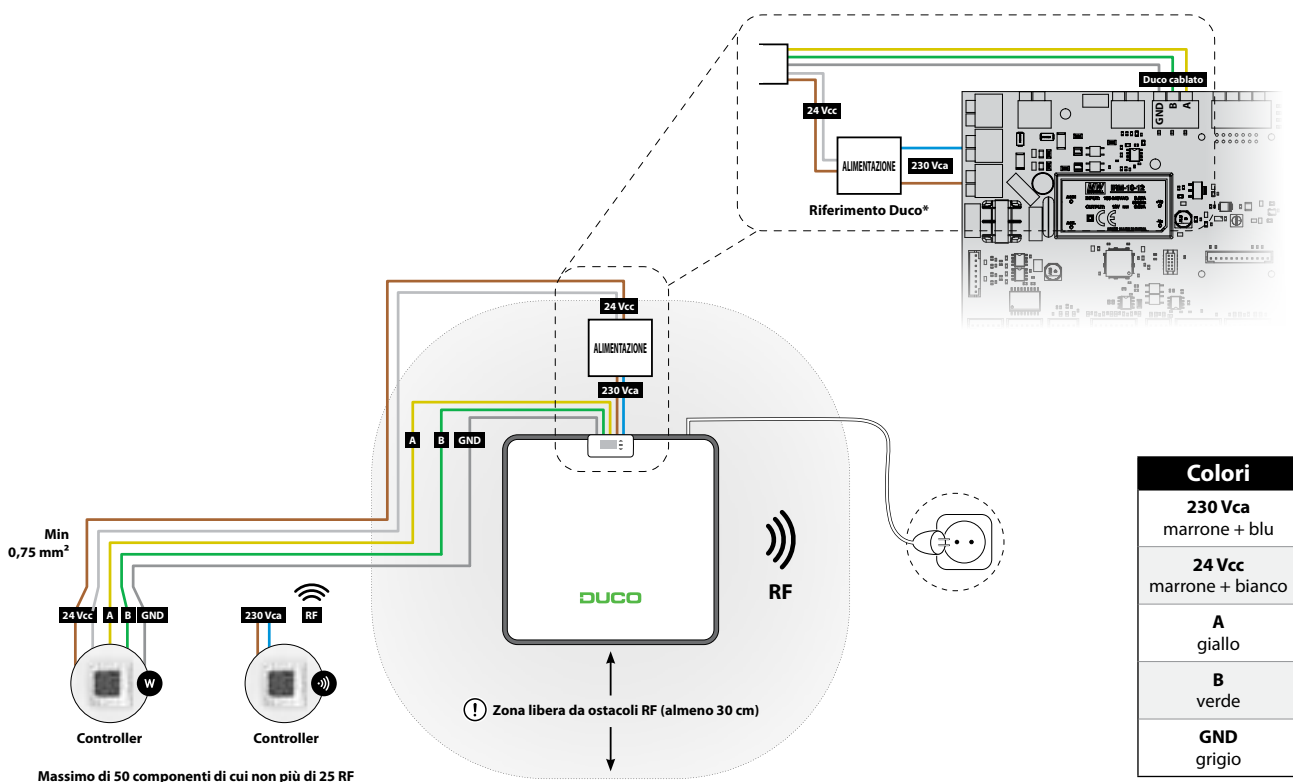 Duco cablato
GND
B
A
24 Vcc
ALIMENTAZIONE
230 Vca
Riferimento Duco*
IRM-10-12
24 Vcc
ALIMENTAZIONE
230 Vca
A
B
GND
Min
0,75 mm²
24 Vcc
A
B
GND
W
Controller
230 Vca
RF
Controller
Massimo di 50 componenti di cui non più di 25 RF
DUCO
RF
! Zona libera da ostacoli RF (almeno 30 cm)
Colori
230 Vca
marrone + blu
24 Vcc
marrone + bianco
A
giallo
B
verde
GND
grigio